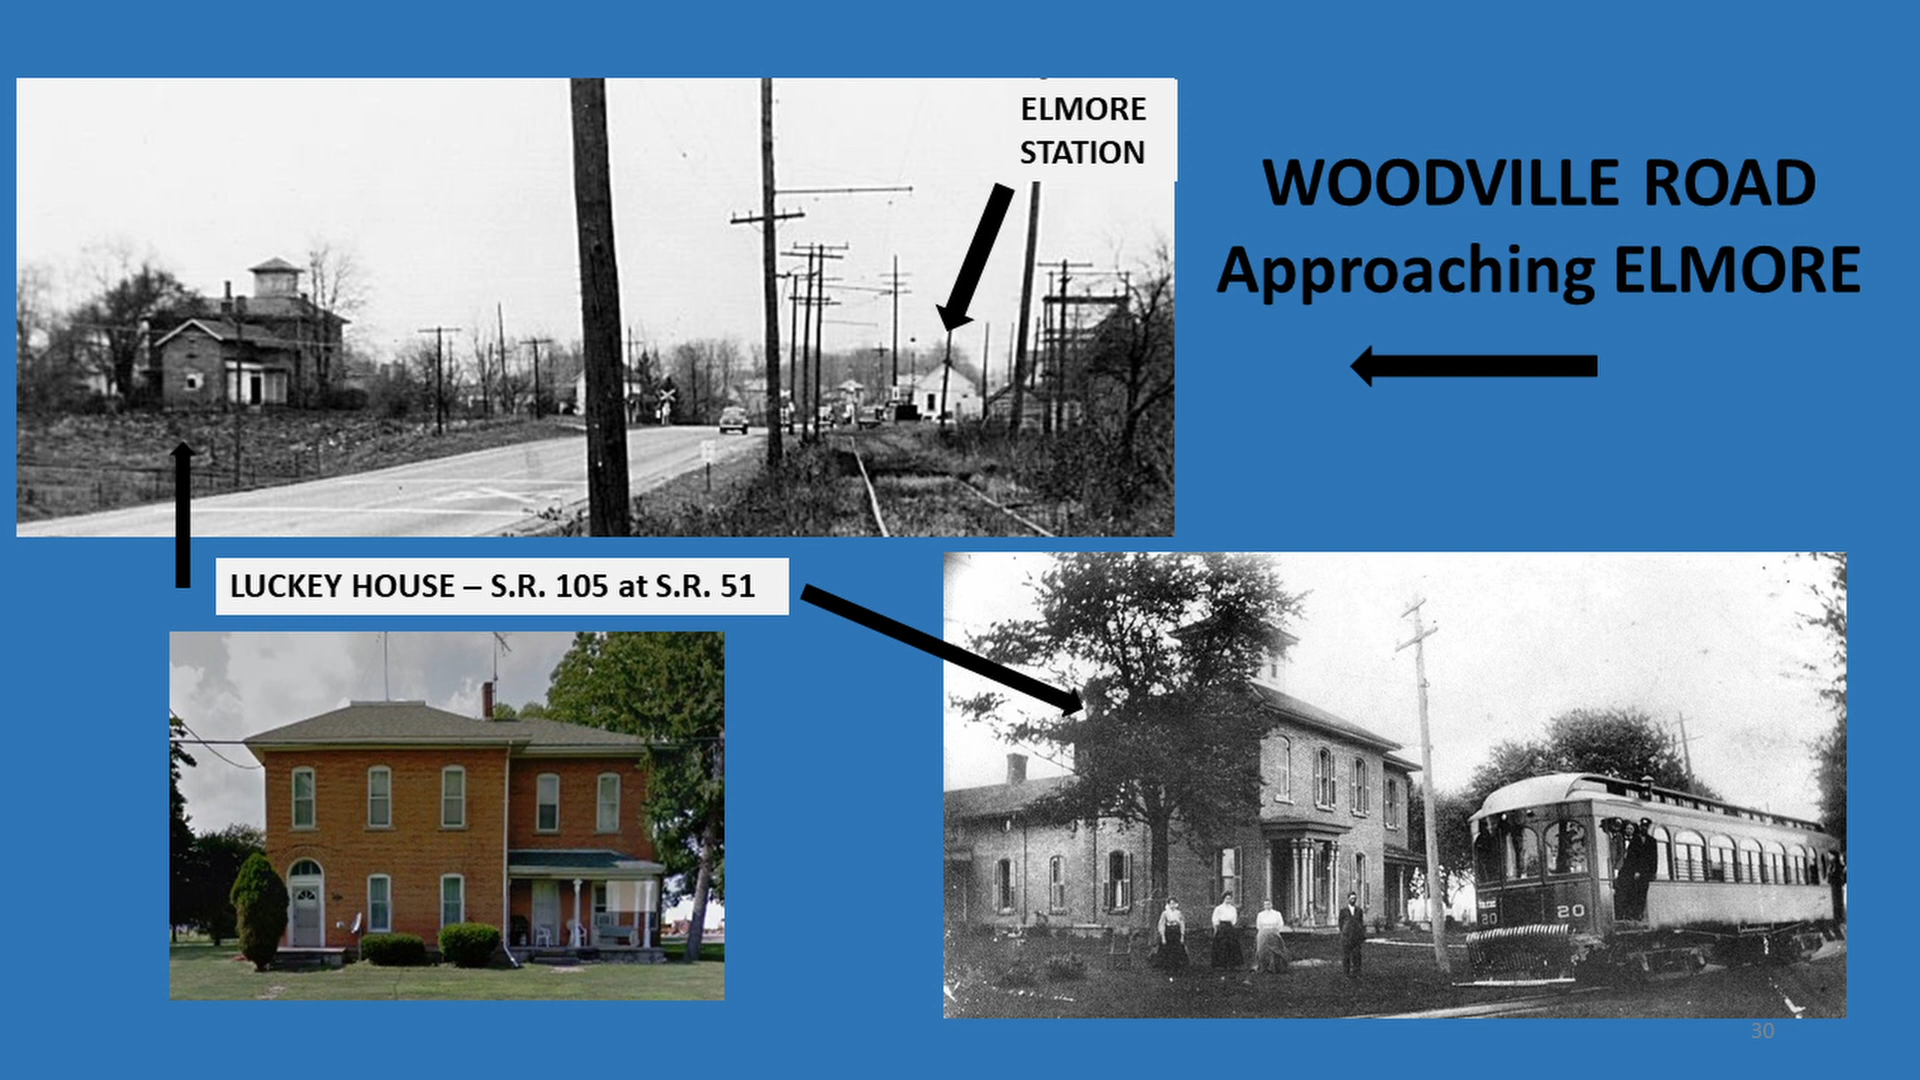 ELMORE
STATION
WOODVILLE ROAD
Approaching ELMORE
LUCKEY HOUSE – S.R. 105 at S.R. 51
20
20
30